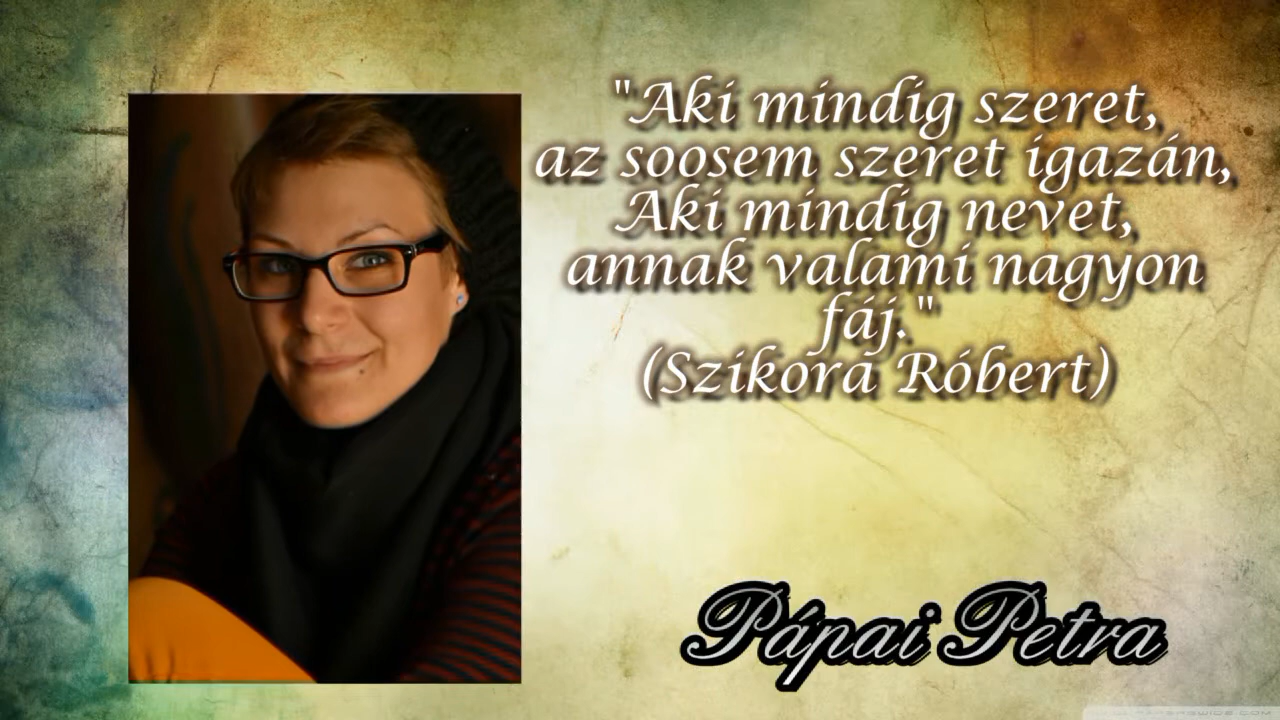 "Aki mindig szeret,
az soosem szeret igazán,
Aki mindig nevet,
annak valami nagyon
fáj."
(Szikora Róbert)
Pápai Petra